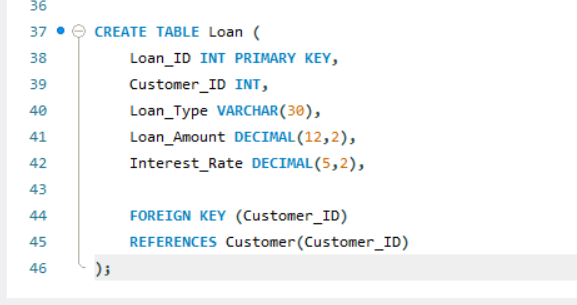 36
37 CREATE TABLE Loan (
38 Loan_ID INT PRIMARY KEY,
39 Customer_ID INT,
40 Loan_Type VARCHAR(30),
41 Loan_Amount DECIMAL(12,2),
42 Interest_Rate DECIMAL(5,2),
43
44 FOREIGN KEY (Customer_ID)
45 REFERENCES Customer(Customer_ID)
46 );